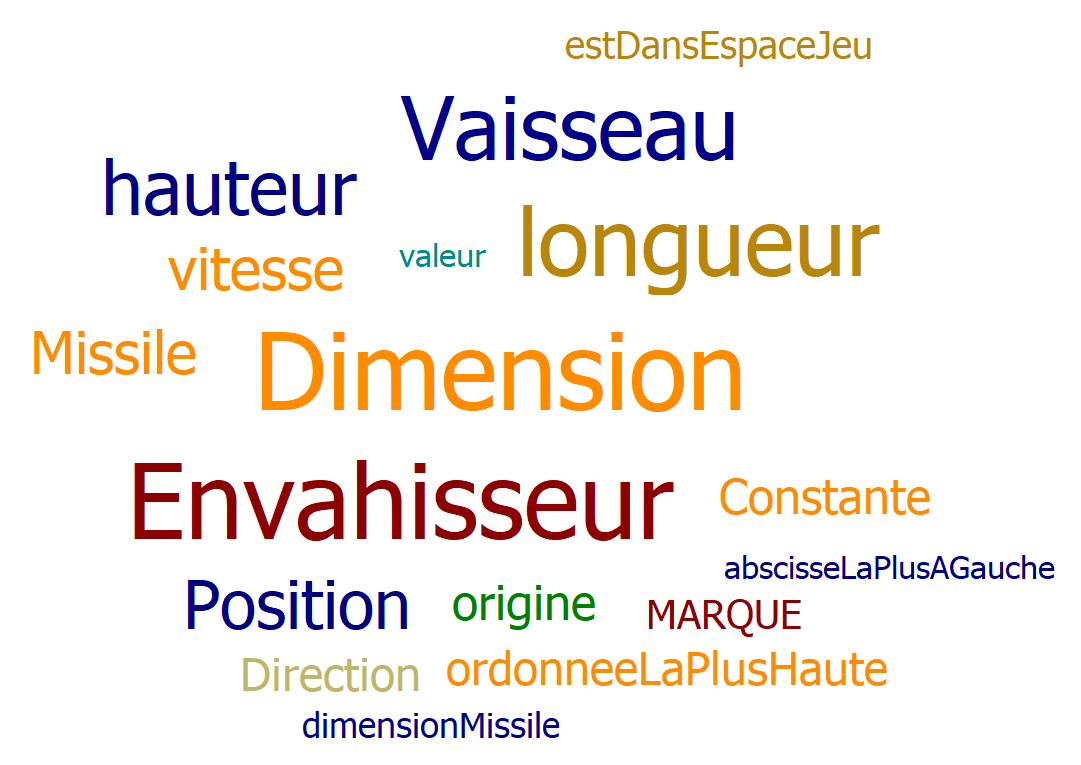 estDansEspaceJeu
Vaisseau
hauteur
longueur
vitesse
valeur
Missile
Dimension
Envahisseur
Constante
abscisseLaPlusAGauche
Position
origine
MARQUE
Direction
ordonneeLaPlusHaute
dimensionMissile